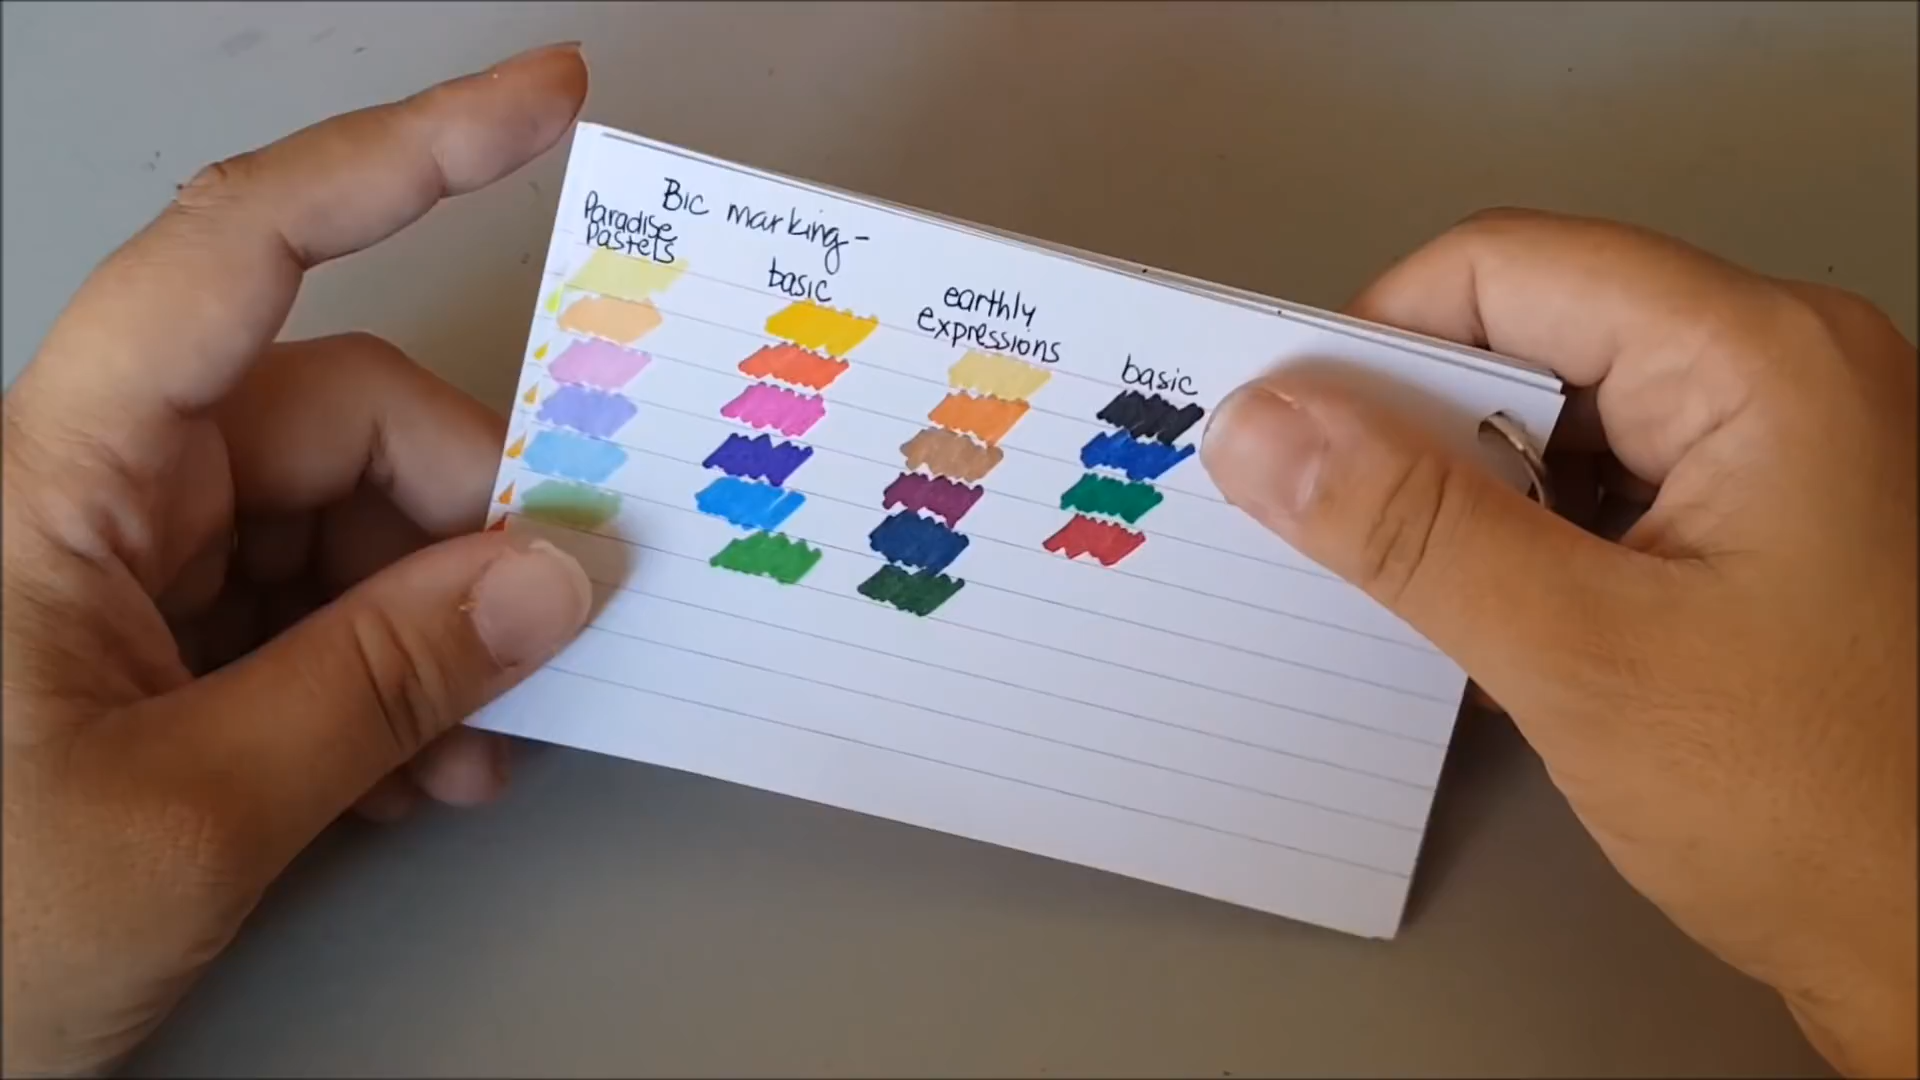 Bic marking-
Paradise
Pastels
basic
earthly
expressions
basic